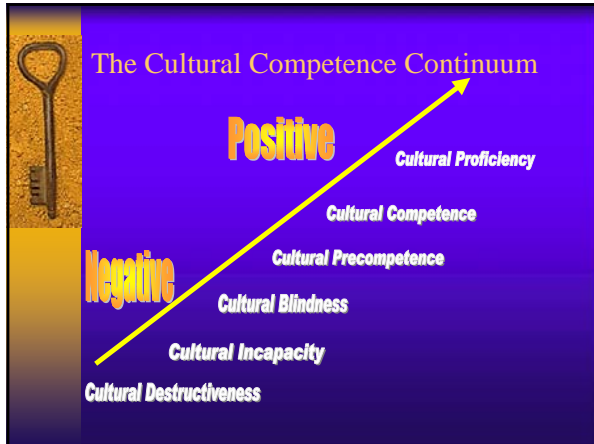 The Cultural Competence Continuum
Positive
Cultural Proficiency
Cultural Competence
Cultural Precompetence
Negative
Cultural Blindness
Cultural Incapacity
Cultural Destructiveness